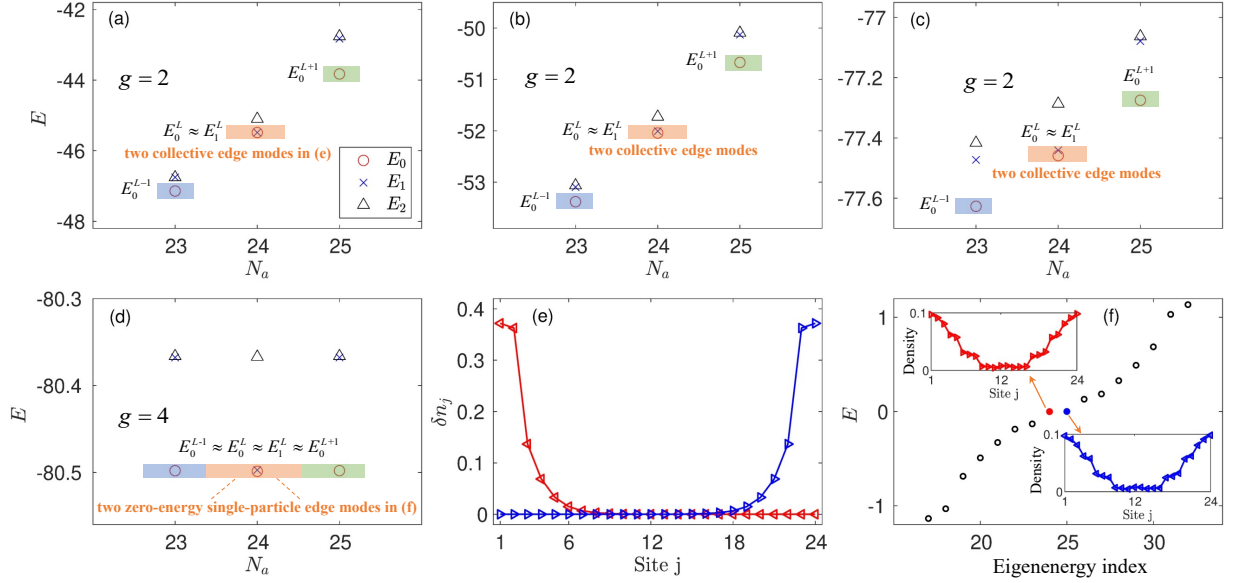 (a)
-42
-44
-46
-48
E
g = 2
E_0^{L+1}
E_0^L ≈ E_1^L
two collective edge modes in (e)
E_0^{L-1}
E_0
E_1
E_2
23 24 25
N_a
(b)
-50
-51
-52
-53
g = 2
E_0^{L+1}
E_0^L ≈ E_1^L
two collective edge modes
E_0^{L-1}
23 24 25
N_a
(c)
-77
-77.2
-77.4
-77.6
g = 2
E_0^{L+1}
E_0^L ≈ E_1^L
two collective edge modes
E_0^{L-1}
23 24 25
N_a
(d)
-80.3
-80.4
-80.5
E
g = 4
E_0^{L-1} ≈ E_0^L ≈ E_1^L ≈ E_0^{L+1}
two zero-energy single-particle edge modes in (f)
23 24 25
N_a
(e)
0.4
0.3
0.2
0.1
0
δn_j
1 6 12 18 24
Site j
(f)
1
0
-1
E
0.1
0
Density
1 12 24
Site j
0.1
0
Density
1 12 24
Site j
20 25 30
Eigenenergy index